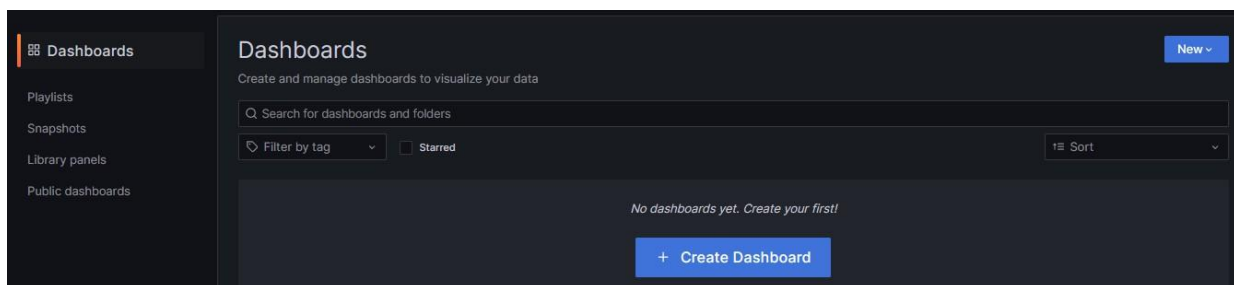 Dashboards
Playlists
Snapshots
Library panels
Public dashboards
Dashboards
New
Create and manage dashboards to visualize your data
Search for dashboards and folders
Filter by tag
Starred
Sort
No dashboards yet. Create your first!
+ Create Dashboard